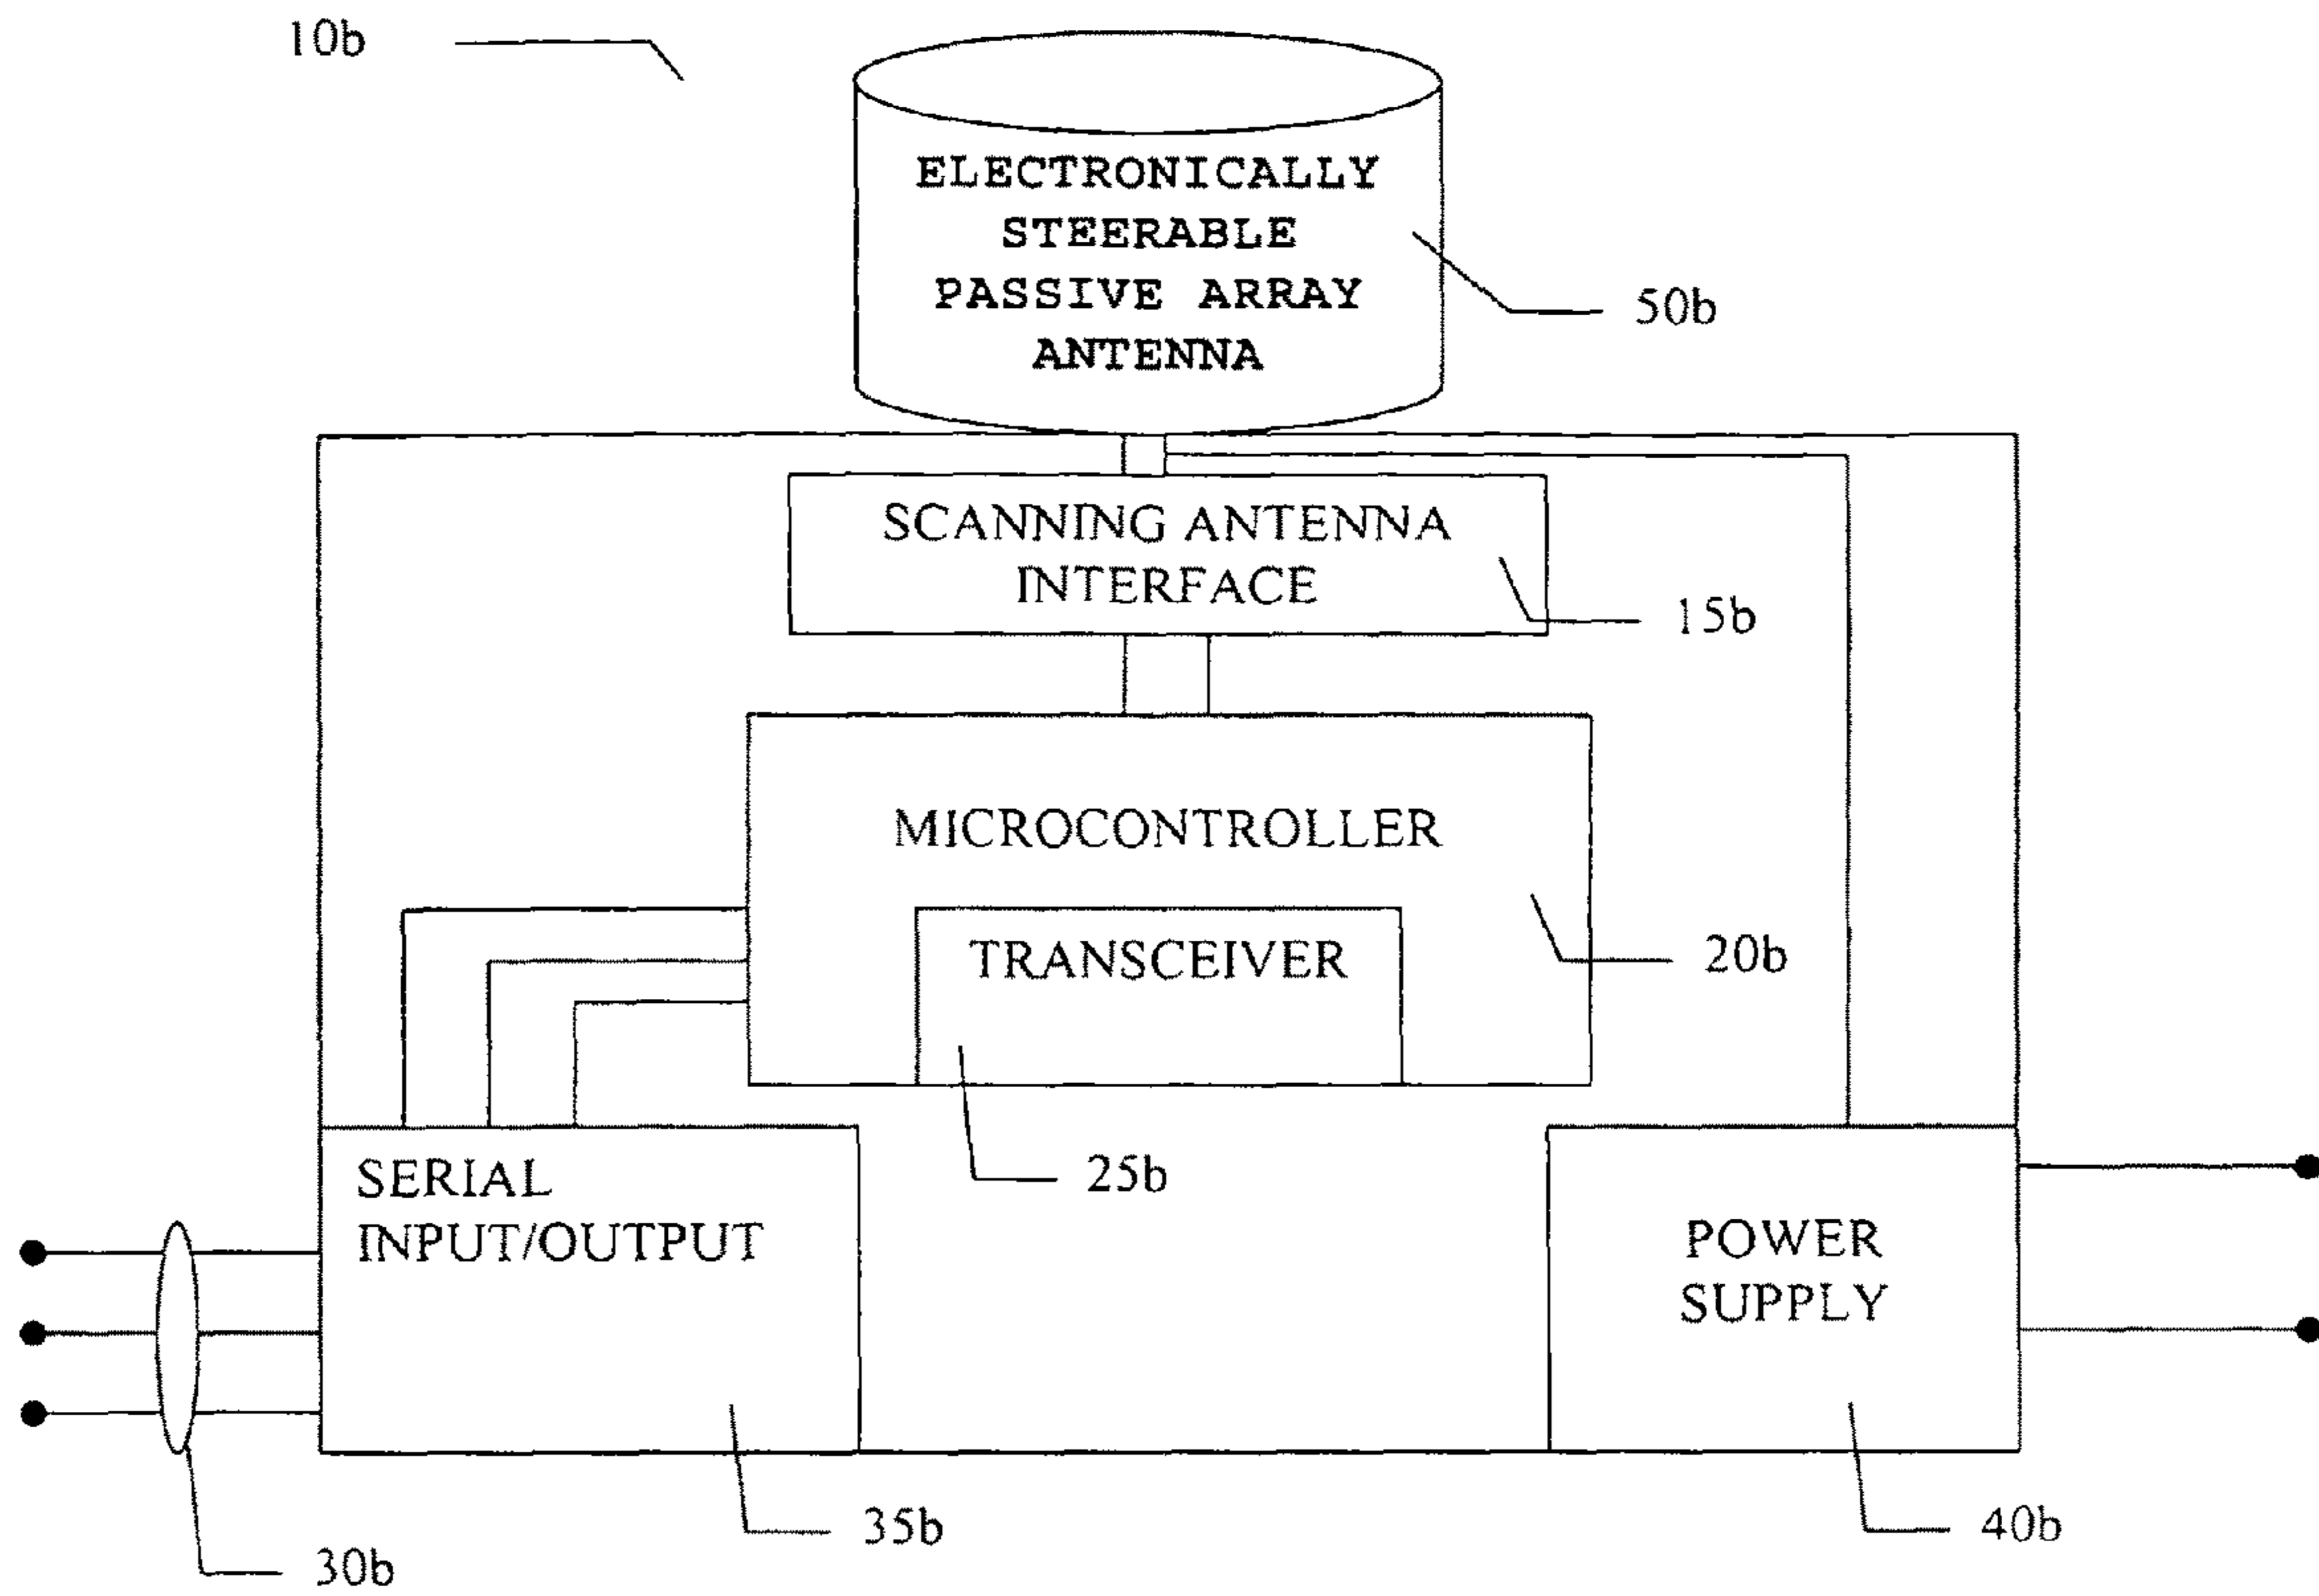 10b
ELECTRONICALLY
STEERABLE
PASSIVE ARRAY
ANTENNA
50b
SCANNING ANTENNA
INTERFACE
15b
MICROCONTROLLER
TRANSCEIVER
20b
25b
SERIAL
INPUT/OUTPUT
POWER
SUPPLY
35b
40b
30b